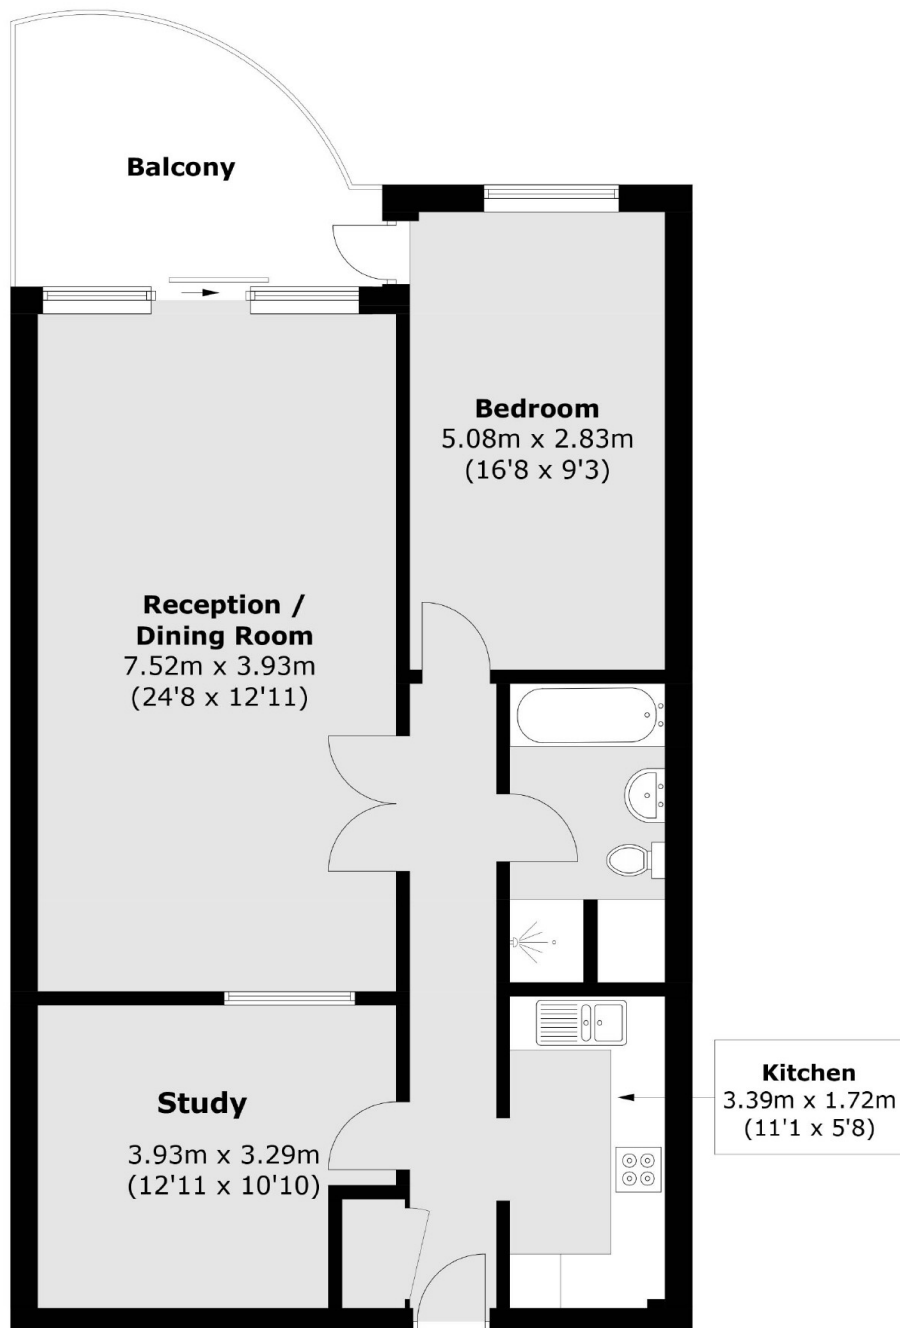 Balcony
Bedroom
5.08m x 2.83m
(16'8 x 9'3)
Reception /
Dining Room
7.52m x 3.93m
(24'8 x 12'11)
Kitchen
3.39m x 1.72m
(11'1 x 5'8)
Study
3.93m x 3.29m
(12'11 x 10'10)